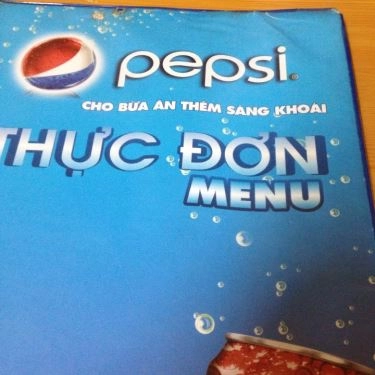 pepsi
CHO BỮA ĂN THÊM SẢNG KHOÁI
THỰC ĐƠN
MENU